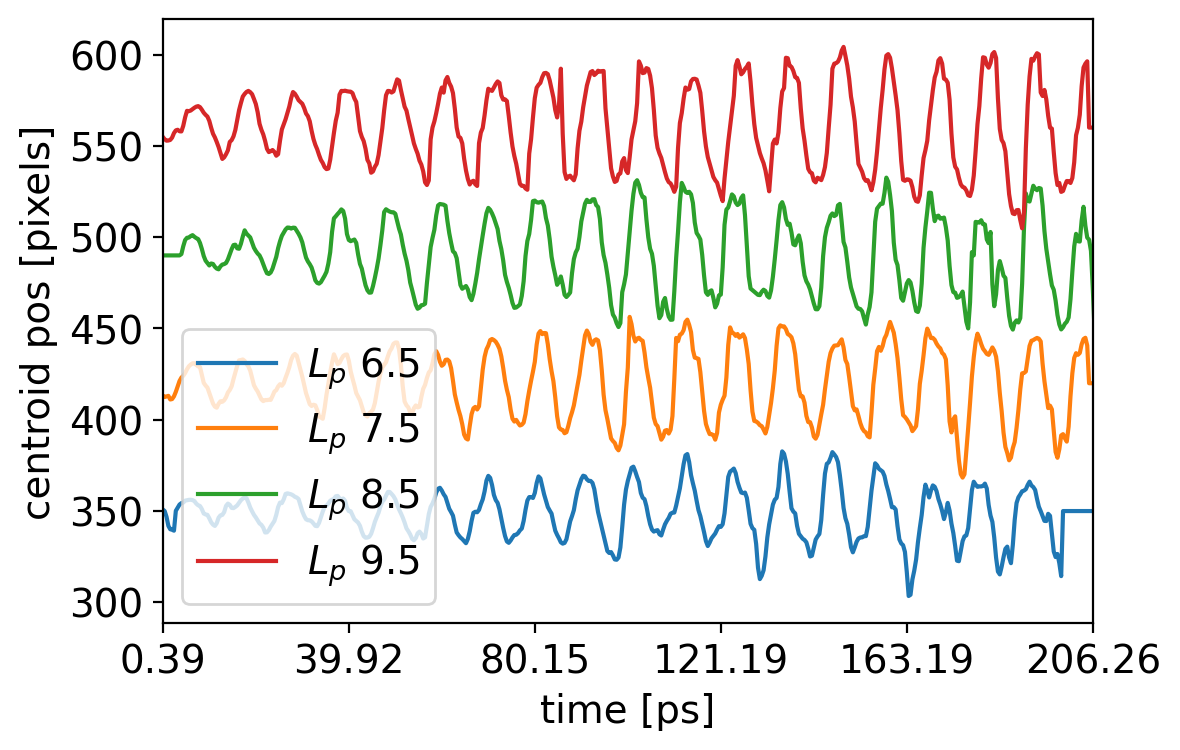 600
550
500
450
400
350
300
centroid pos [pixels]
Lp 6.5
Lp 7.5
Lp 8.5
Lp 9.5
0.39 39.92 80.15 121.19 163.19 206.26
time [ps]